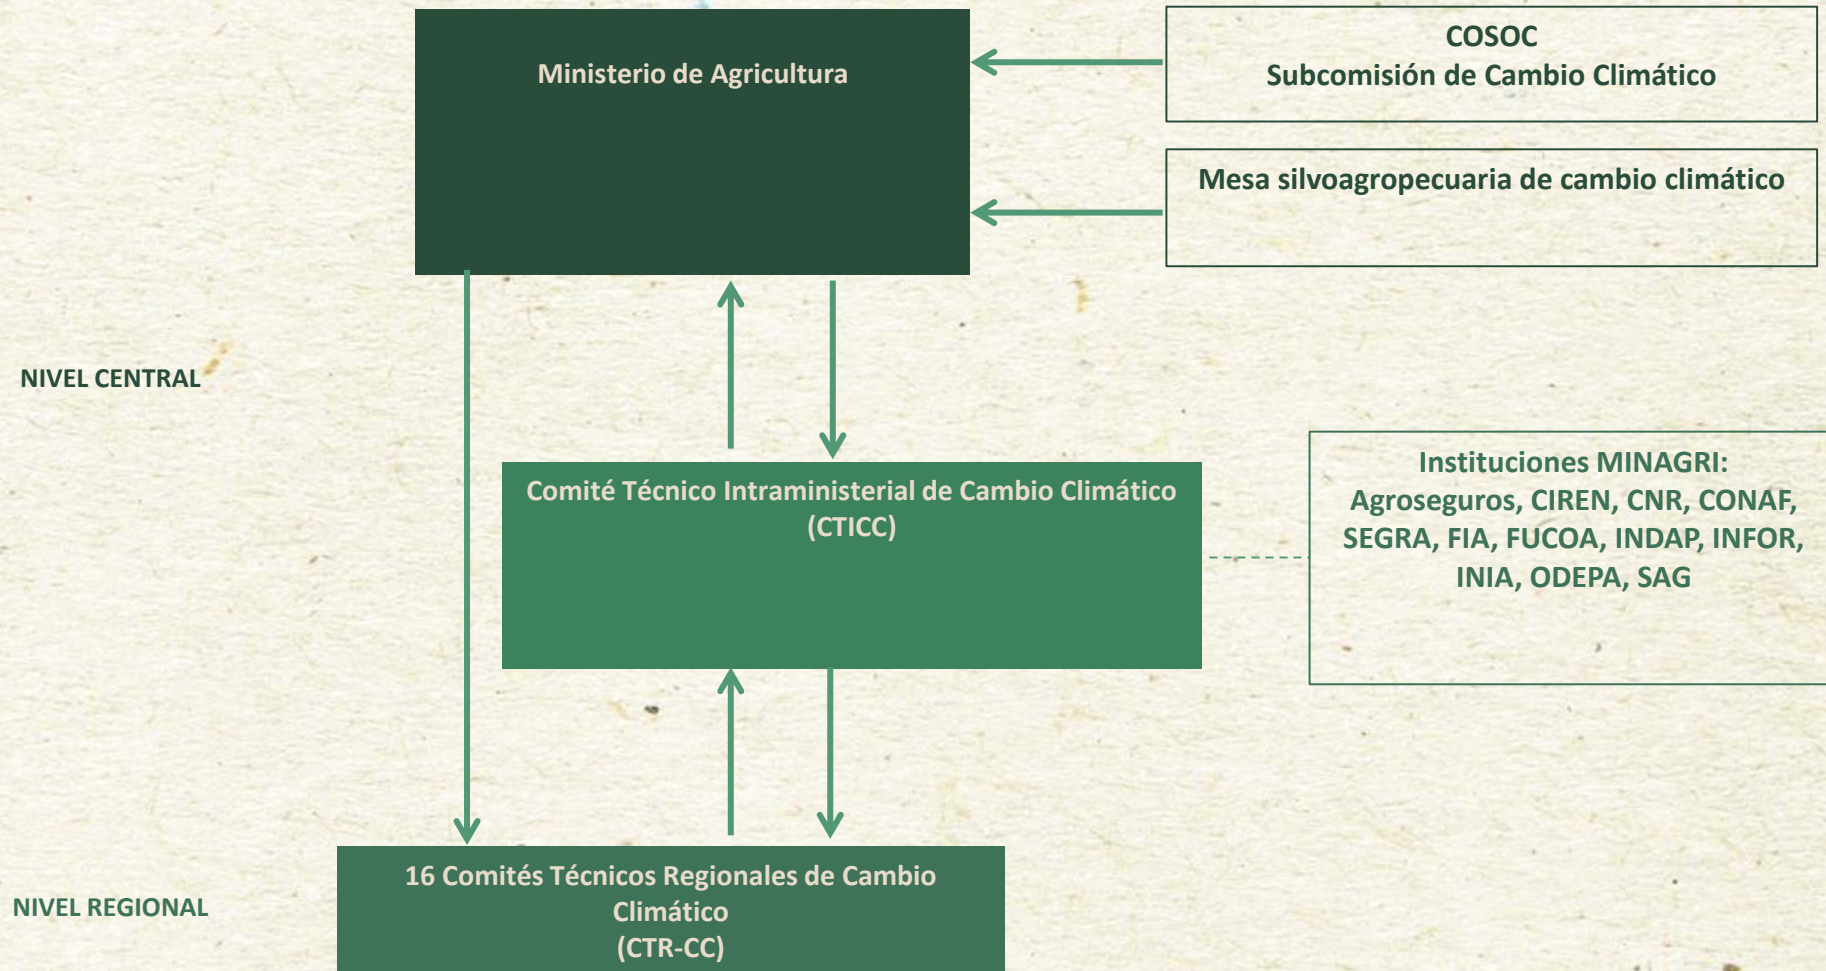 Ministerio de Agricultura
COSOC
Subcomisión de Cambio Climático
Mesa silvoagropecuaria de cambio climático
NIVEL CENTRAL
Comité Técnico Intraministerial de Cambio Climático
(CTICC)
Instituciones MINAGRI:
Agroseguros, CIREN, CNR, CONAF,
SEGRA, FIA, FUCOA, INDAP, INFOR,
INIA, ODEPA, SAG
NIVEL REGIONAL
16 Comités Técnicos Regionales de Cambio
Climático
(CTR-CC)